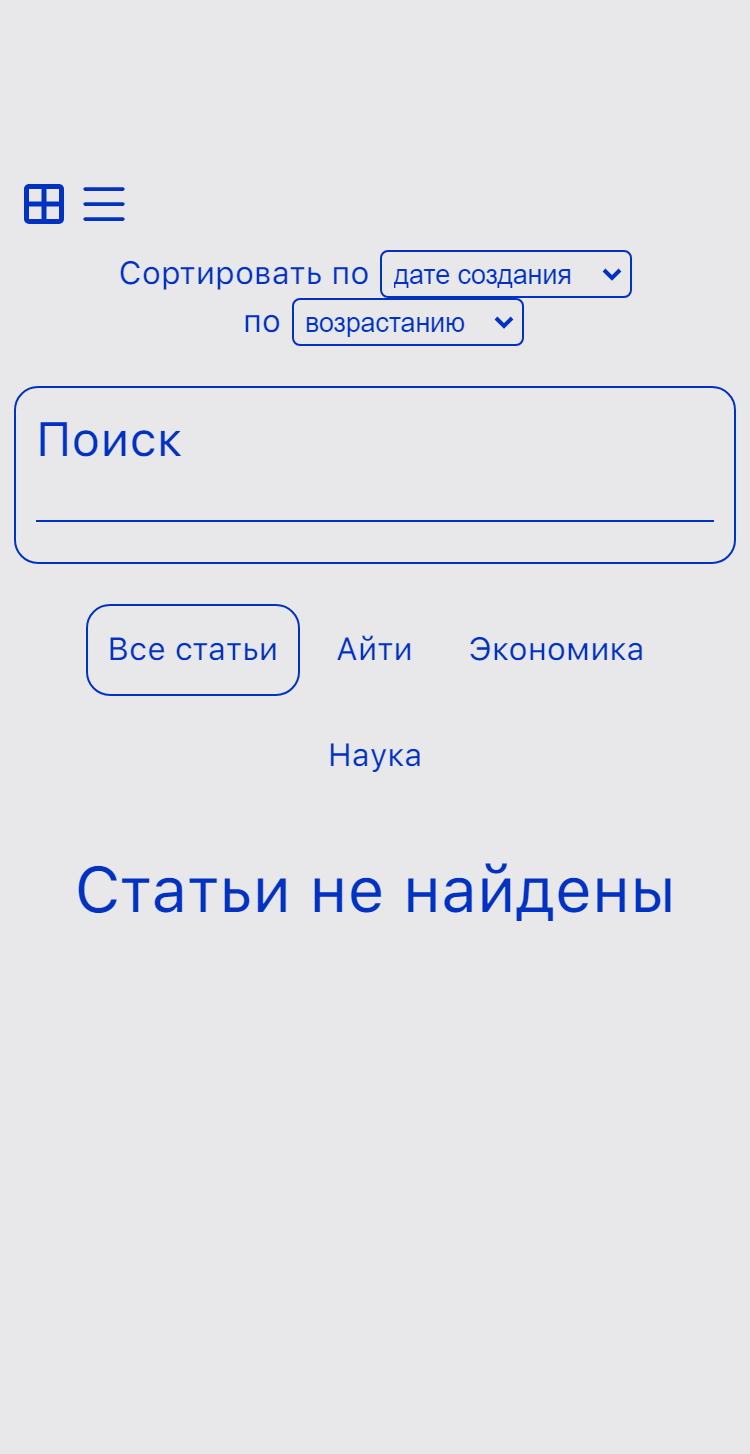 Сортировать по дате создания
по возрастанию
Поиск
Все статьи Айти Экономика
Наука
Статьи не найдены